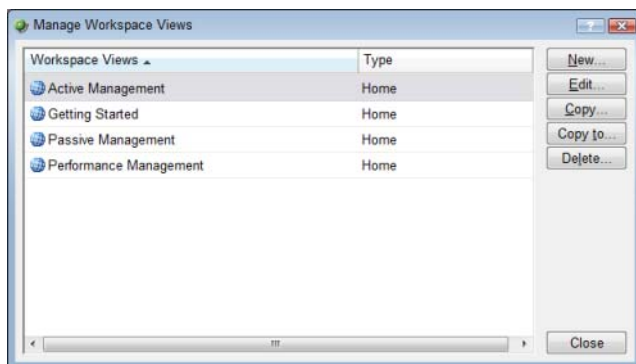 Manage Workspace Views
Workspace Views Type
Active Management Home
Getting Started Home
Passive Management Home
Performance Management Home
New...
Edit...
Copy...
Copy to...
Delete...
Close